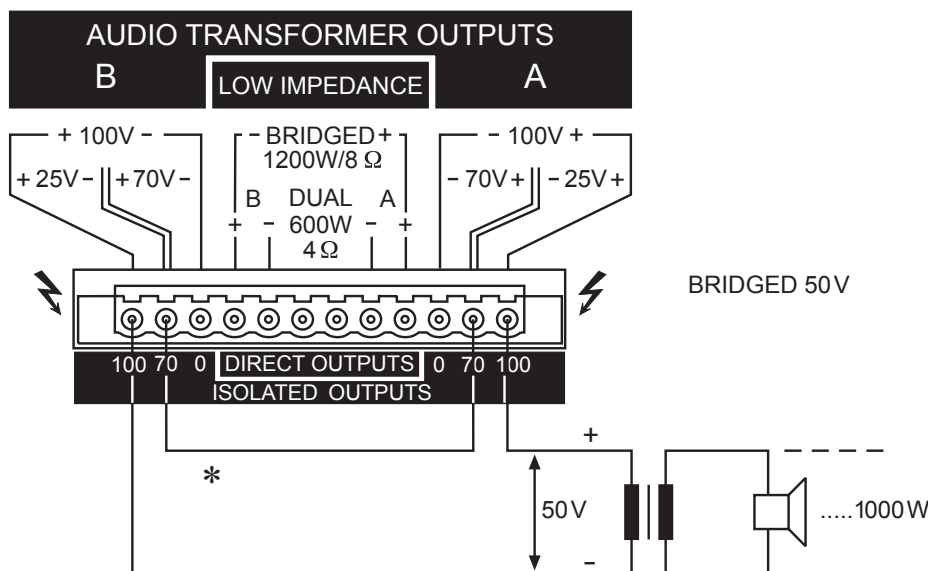 AUDIO TRANSFORMER OUTPUTS
B LOW IMPEDANCE A
+ 100V - - BRIDGED + - 100V +
1200W/8 Ω
+ 25V - + 70V - - 70V + - 25V +
B DUAL A
+ - 600W - +
4 Ω
BRIDGED 50V
100 70 0 DIRECT OUTPUTS 0 70 100
ISOLATED OUTPUTS
+
*
50V .....1000W
-